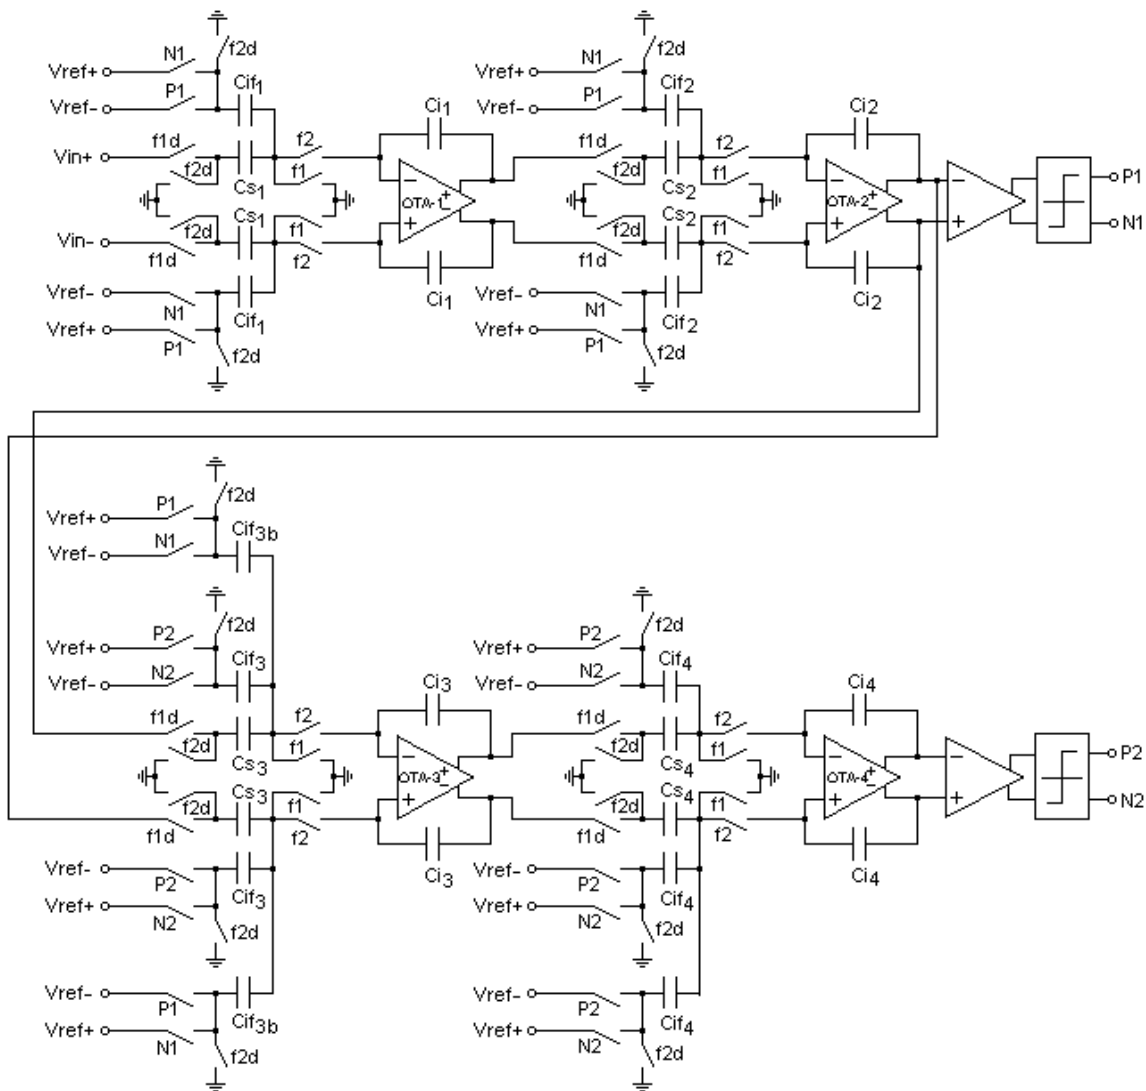 f2d f2d
N1 N1
Vref+ Vref+
P1 Cif1 P1 Cif2
Vref- Vref-
Ci1 Ci2
f1d f2 f1d f2
Vin+
f2d f1 f2d f1 P1
Cs1 OTA-1 Cs2 OTA-2
Cs1 Cs2
f2d f1 f2d f1 N1
Vin-
f1d f2 f1d f2
Ci1 Ci2
Vref- Vref-
N1 Cif1 N1 Cif2
Vref+ Vref+
P1 f2d P1 f2d
P1 f2d
Vref+
N1 Cif3b
Vref-
P2 f2d P2 f2d
Vref+ Vref+
N2 Cif3 N2 Cif4
Vref- Vref-
Ci3 Ci4
f1d f2 f1d f2
f2d f1 f2d f1 P2
Cs3 OTA-3 Cs4 OTA-4
Cs3 Cs4
f2d f1 f2d f1 N2
f1d f2 f1d f2
Vref- Ci3 Vref- Ci4
P2 Cif3 P2 Cif4
Vref+ Vref+
N2 f2d N2
Vref- Vref-
P1 Cif3b P2 Cif4
Vref+ Vref+
N1 f2d N2 f2d